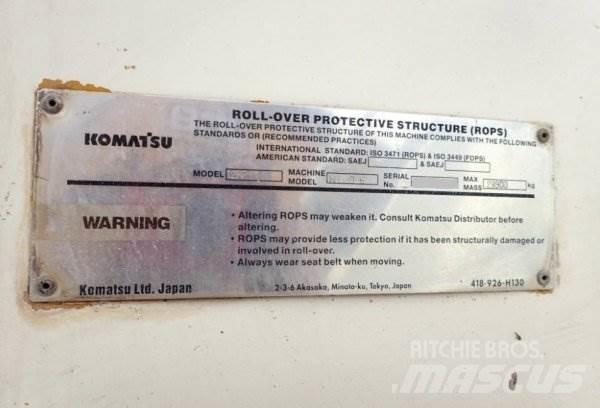 ROLL-OVER PROTECTIVE STRUCTURE (ROPS)
THE ROLL-OVER PROTECTIVE STRUCTURE OF THIS MACHINE COMPLIES WITH THE FOLLOWING
STANDARDS OR (RECOMMENDED PRACTICES)
KOMATSU
INTERNATIONAL STANDARD: ISO 3471 (ROPS) & ISO 3449 (FOPS)
AMERICAN STANDARD: SAEJ & SAEJ
MODEL MACHINE MODEL SERIAL No. MAX MASS kg
WARNING
• Altering ROPS may weaken it. Consult Komatsu Distributor before
altering.
• ROPS may provide less protection if it has been structurally damaged or
involved in roll-over.
• Always wear seat belt when moving.
Komatsu Ltd. Japan
2-3-6 Akasaka, Minato-ku, Tokyo, Japan
418-926-H130
RITCHIE BROS.
MASCUS